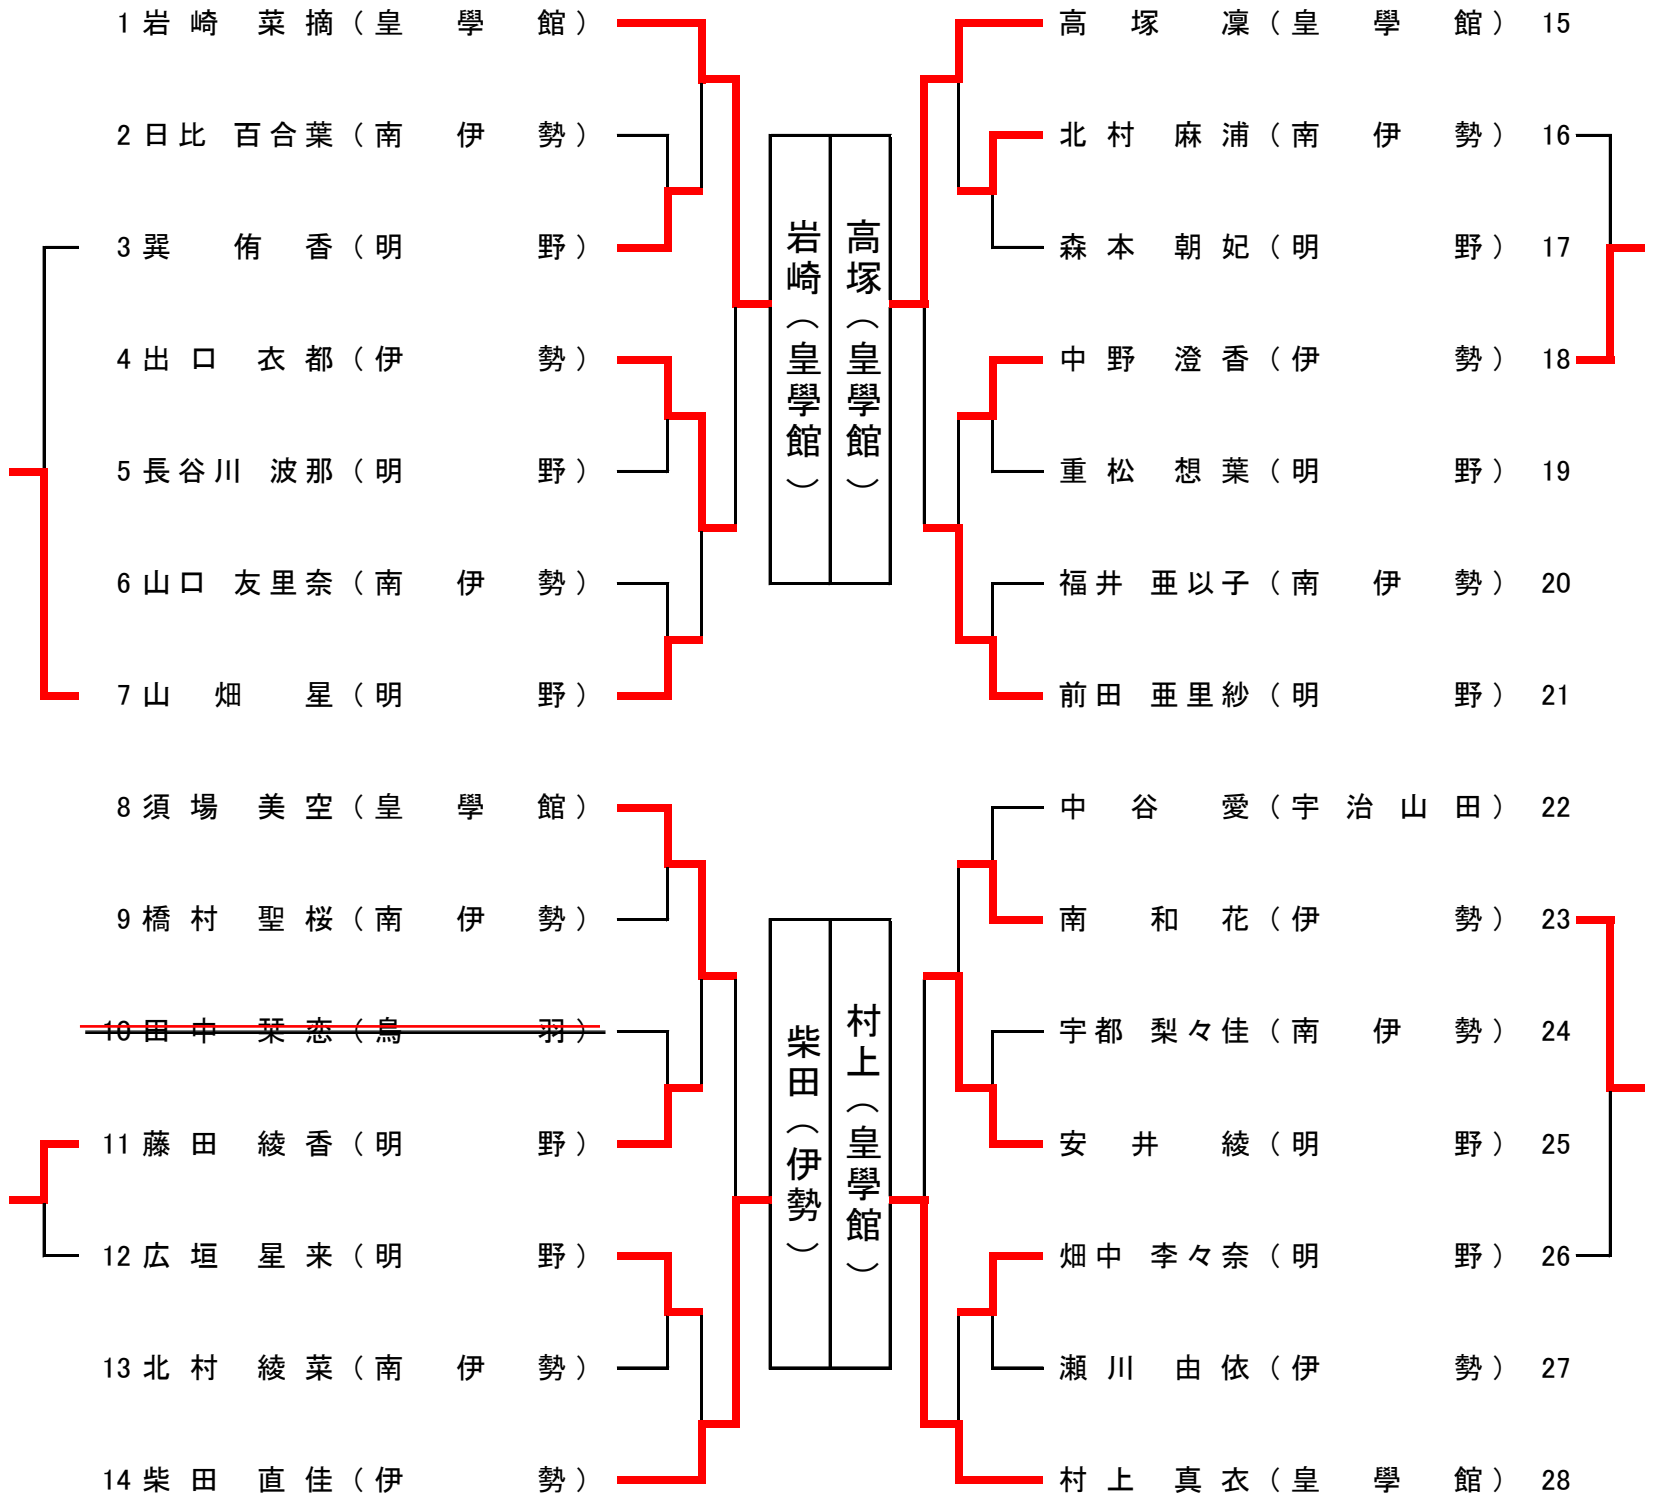 1 岩崎 菜摘（皇學館）
2 日比 百合葉（南伊勢）
3 巽 侑香（明野）
4 出口 衣都（伊勢）
5 長谷川 波那（明野）
6 山口 友里奈（南伊勢）
7 山畑 星（明野）
8 須場 美空（皇學館）
9 橋村 聖桜（南伊勢）
10 田中 栞恋（鳥羽）
11 藤田 綾香（明野）
12 広垣 星来（明野）
13 北村 綾菜（南伊勢）
14 柴田 直佳（伊勢）
岩崎（皇學館）
高塚（皇學館）
柴田（伊勢）
村上（皇學館）
高塚 凜（皇學館） 15
北村 麻浦（南伊勢） 16
森本 朝妃（明野） 17
中野 澄香（伊勢） 18
重松 想葉（明野） 19
福井 亜以子（南伊勢） 20
前田 亜里紗（明野） 21
中谷 愛（宇治山田） 22
南 和花（伊勢） 23
宇都 梨々佳（南伊勢） 24
安井 綾（明野） 25
畑中 李々奈（明野） 26
瀬川 由依（伊勢） 27
村上 真衣（皇學館） 28